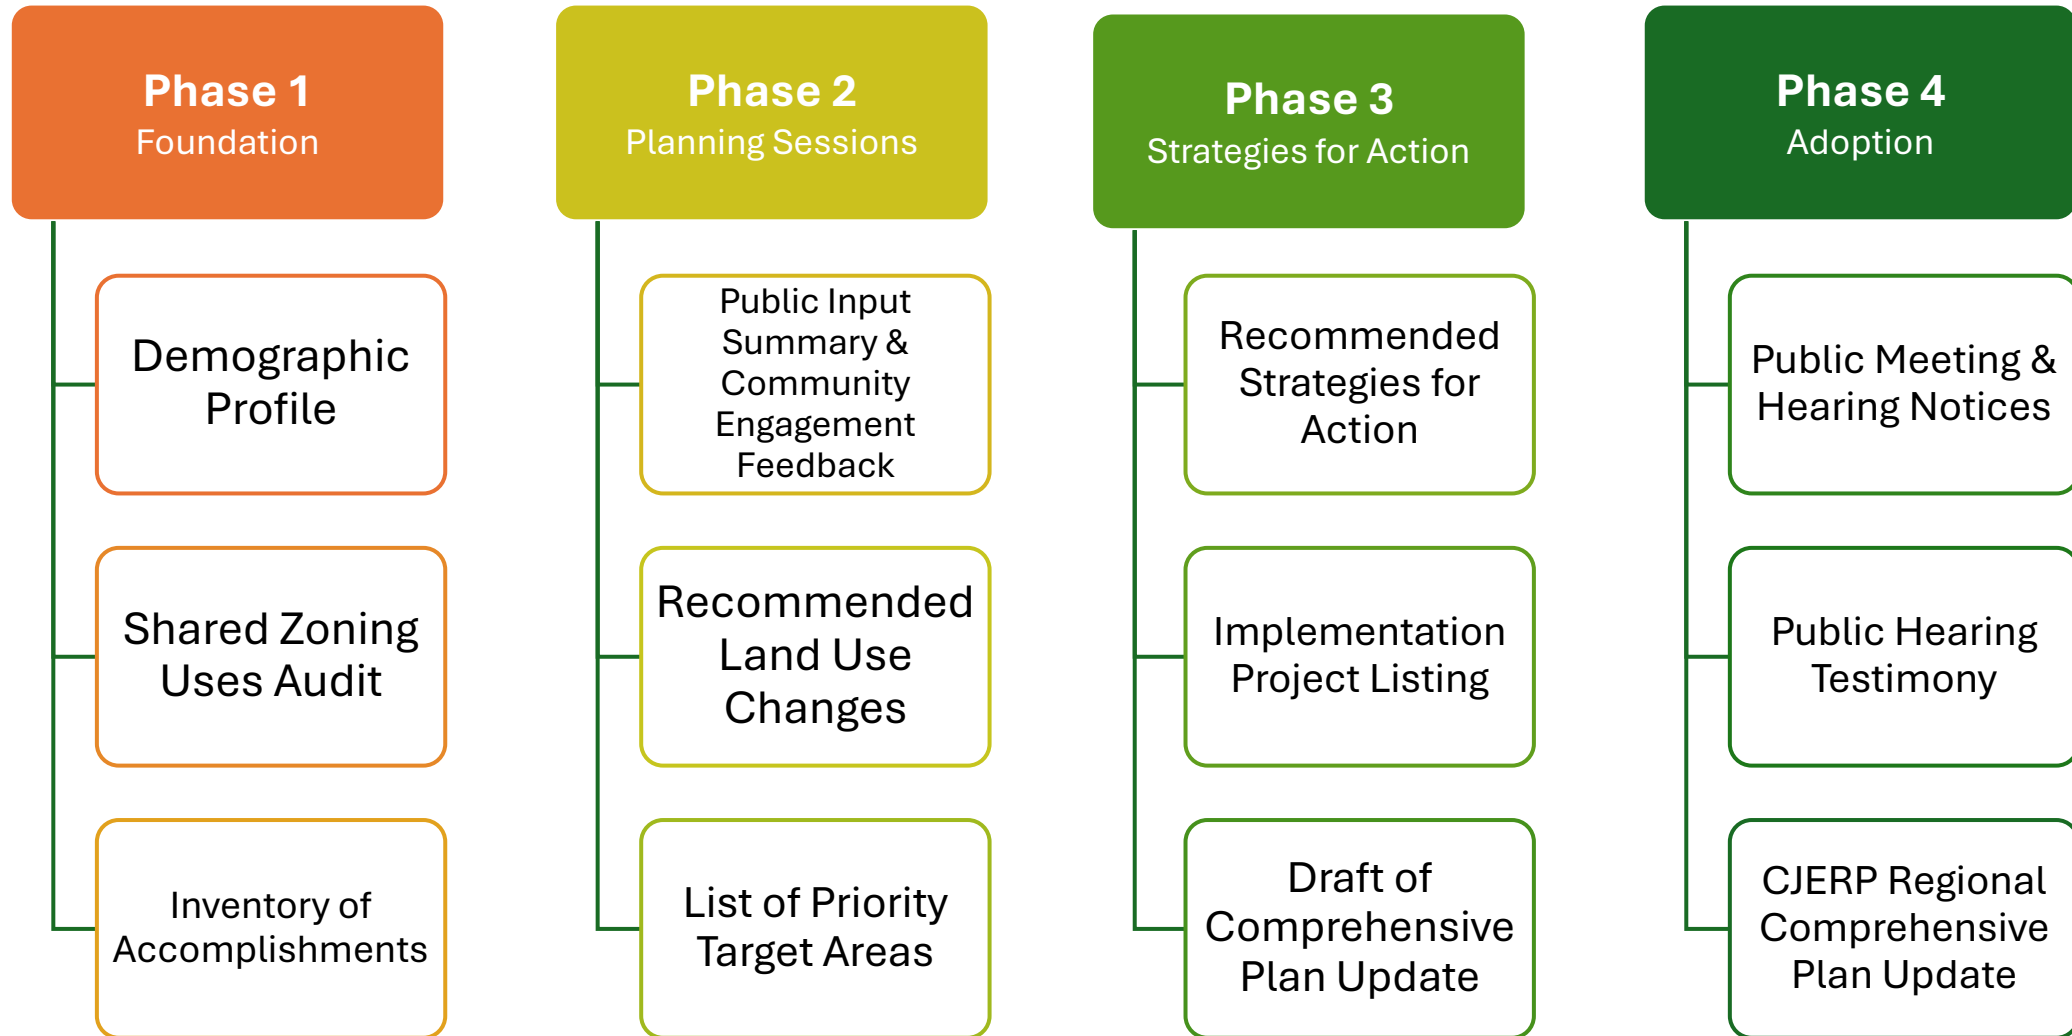 Phase 1
Foundation
Demographic
Profile
Shared Zoning
Uses Audit
Inventory of
Accomplishments
Phase 2
Planning Sessions
Public Input
Summary &
Community
Engagement
Feedback
Recommended
Land Use
Changes
List of Priority
Target Areas
Phase 3
Strategies for Action
Recommended
Strategies for
Action
Implementation
Project Listing
Draft of
Comprehensive
Plan Update
Phase 4
Adoption
Public Meeting &
Hearing Notices
Public Hearing
Testimony
CJERP Regional
Comprehensive
Plan Update